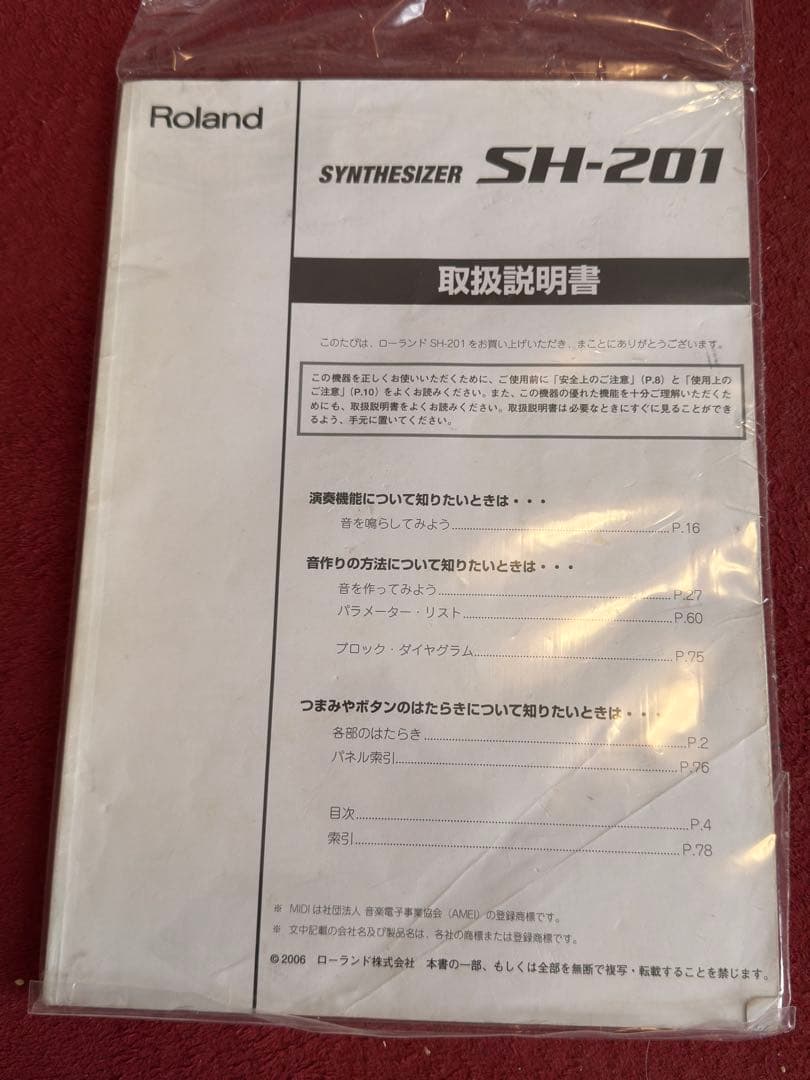 Roland
SYNTHESIZER SH-201
取扱説明書
このたびは、ローランド SH-201 をお買い上げいただき、まことにありがとうございます。
この機器を正しくお使いいただくために、ご使用前に「安全上のご注意」(P.8) と「使用上の
ご注意」(P.10) をよくお読みください。また、この機器の優れた機能を十分ご理解いただくた
めにも、取扱説明書をよくお読みください。取扱説明書は必要なときにすぐに見ることができ
るよう、手元に置いてください。
演奏機能について知りたいときは・・・
音を鳴らしてみよう..........P.16
音作りの方法について知りたいときは・・・
音を作ってみよう..........P.27
パラメーター・リスト..........P.60
ブロック・ダイヤグラム..........P.75
つまみやボタンのはたらきについて知りたいときは・・・
各部のはたらき..........P.2
パネル索引..........P.76
目次..........P.4
索引..........P.78
※ MIDI は社団法人 音楽電子事業協会（AMEI）の登録商標です。
※ 文中記載の会社名及び製品名は、各社の商標または登録商標です。
© 2006 ローランド株式会社 本書の一部、もしくは全部を無断で複写・転載することを禁じます。